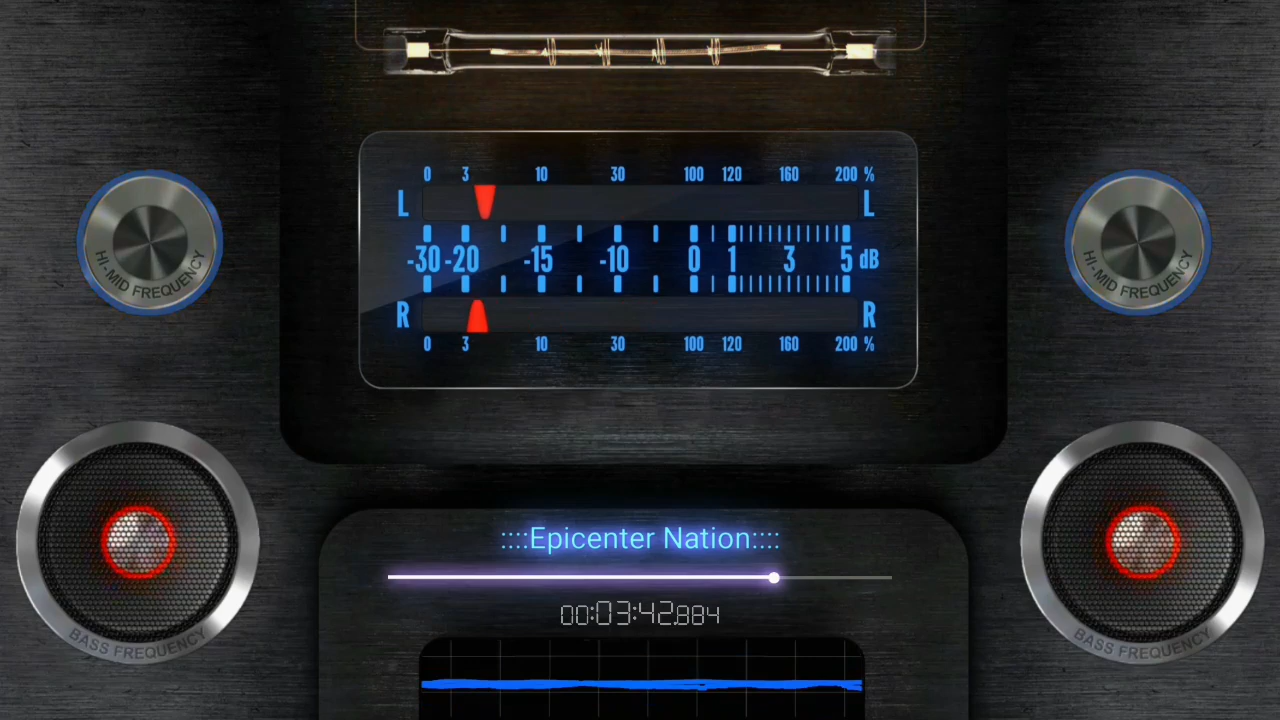 0 3 10 30 100 120 160 200 %
L L
-30 -20 -15 -10 0 1 3 5 dB
R R
0 3 10 30 100 120 160 200 %
HI-MID FREQUENCY
HI-MID FREQUENCY
::::Epicenter Nation::::
00:03:42.884
BASS FREQUENCY
BASS FREQUENCY